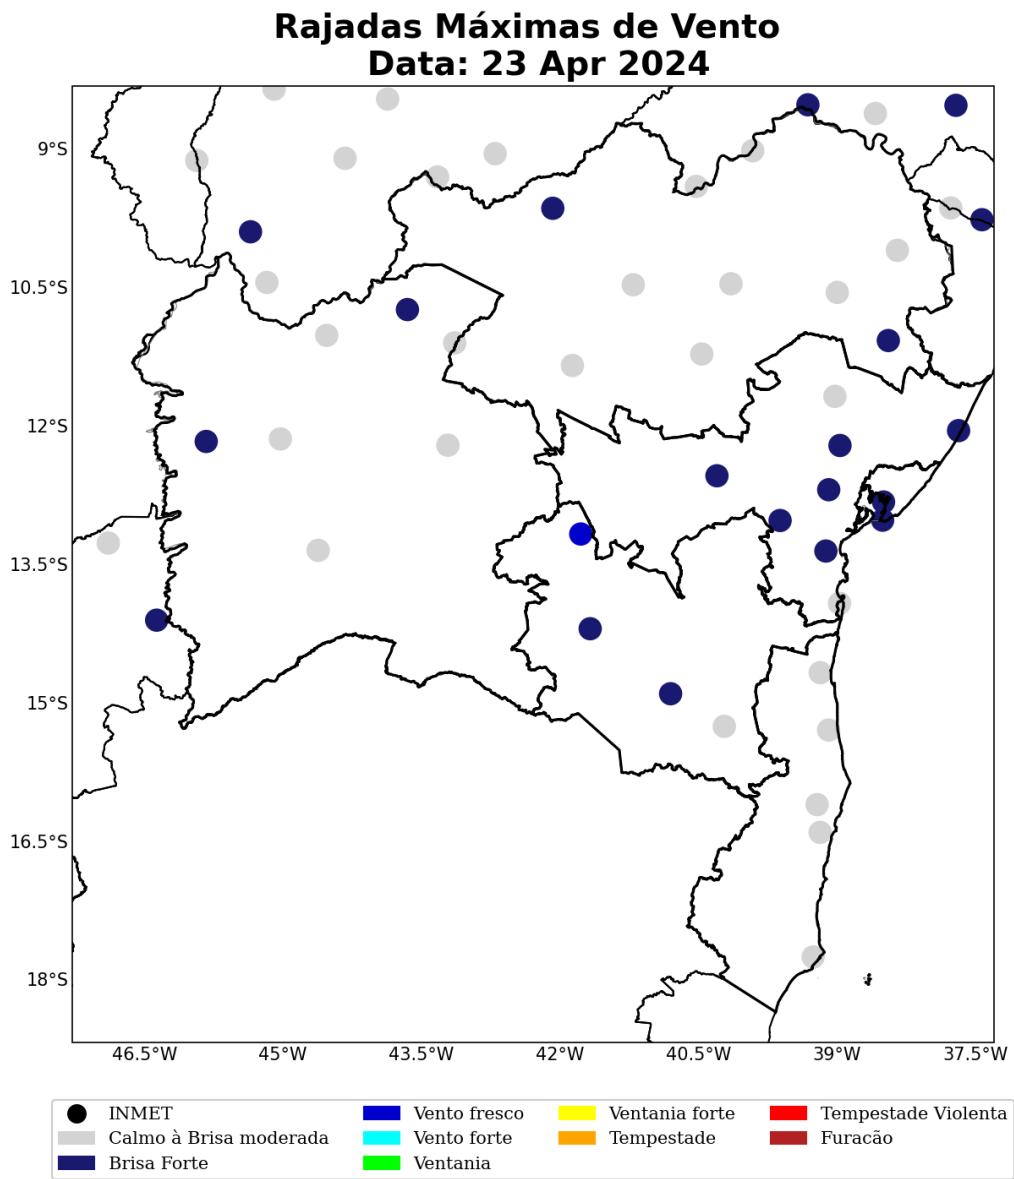 Rajadas Máximas de Vento
Data: 23 Apr 2024
9°S
10.5°S
12°S
13.5°S
15°S
16.5°S
18°S
46.5°W 45°W 43.5°W 42°W 40.5°W 39°W 37.5°W
INMET Vento fresco Ventania forte Tempestade Violenta
Calmo à Brisa moderada Vento forte Tempestade Furacão
Brisa Forte Ventania